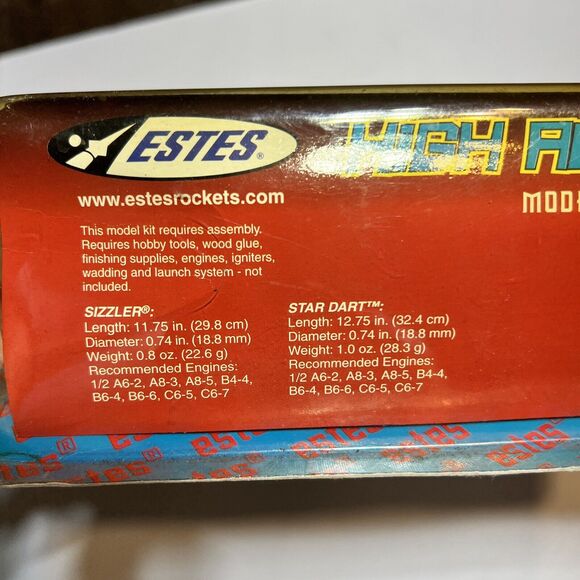 ESTES®
HIGH
www.estesrockets.com
This model kit requires assembly.
Requires hobby tools, wood glue,
finishing supplies, engines, igniters,
wadding and launch system - not
included.
SIZZLER®:
Length: 11.75 in. (29.8 cm)
Diameter: 0.74 in. (18.8 mm)
Weight: 0.8 oz. (22.6 g)
Recommended Engines:
1/2 A6-2, A8-3, A8-5, B4-4,
B6-4, B6-6, C6-5, C6-7
STAR DART™:
Length: 12.75 in. (32.4 cm)
Diameter: 0.74 in. (18.8 mm)
Weight: 1.0 oz. (28.3 g)
Recommended Engines:
1/2 A6-2, A8-3, A8-5, B4-4,
B6-4, B6-6, C6-5, C6-7
estes® estes estes estes estes
estes